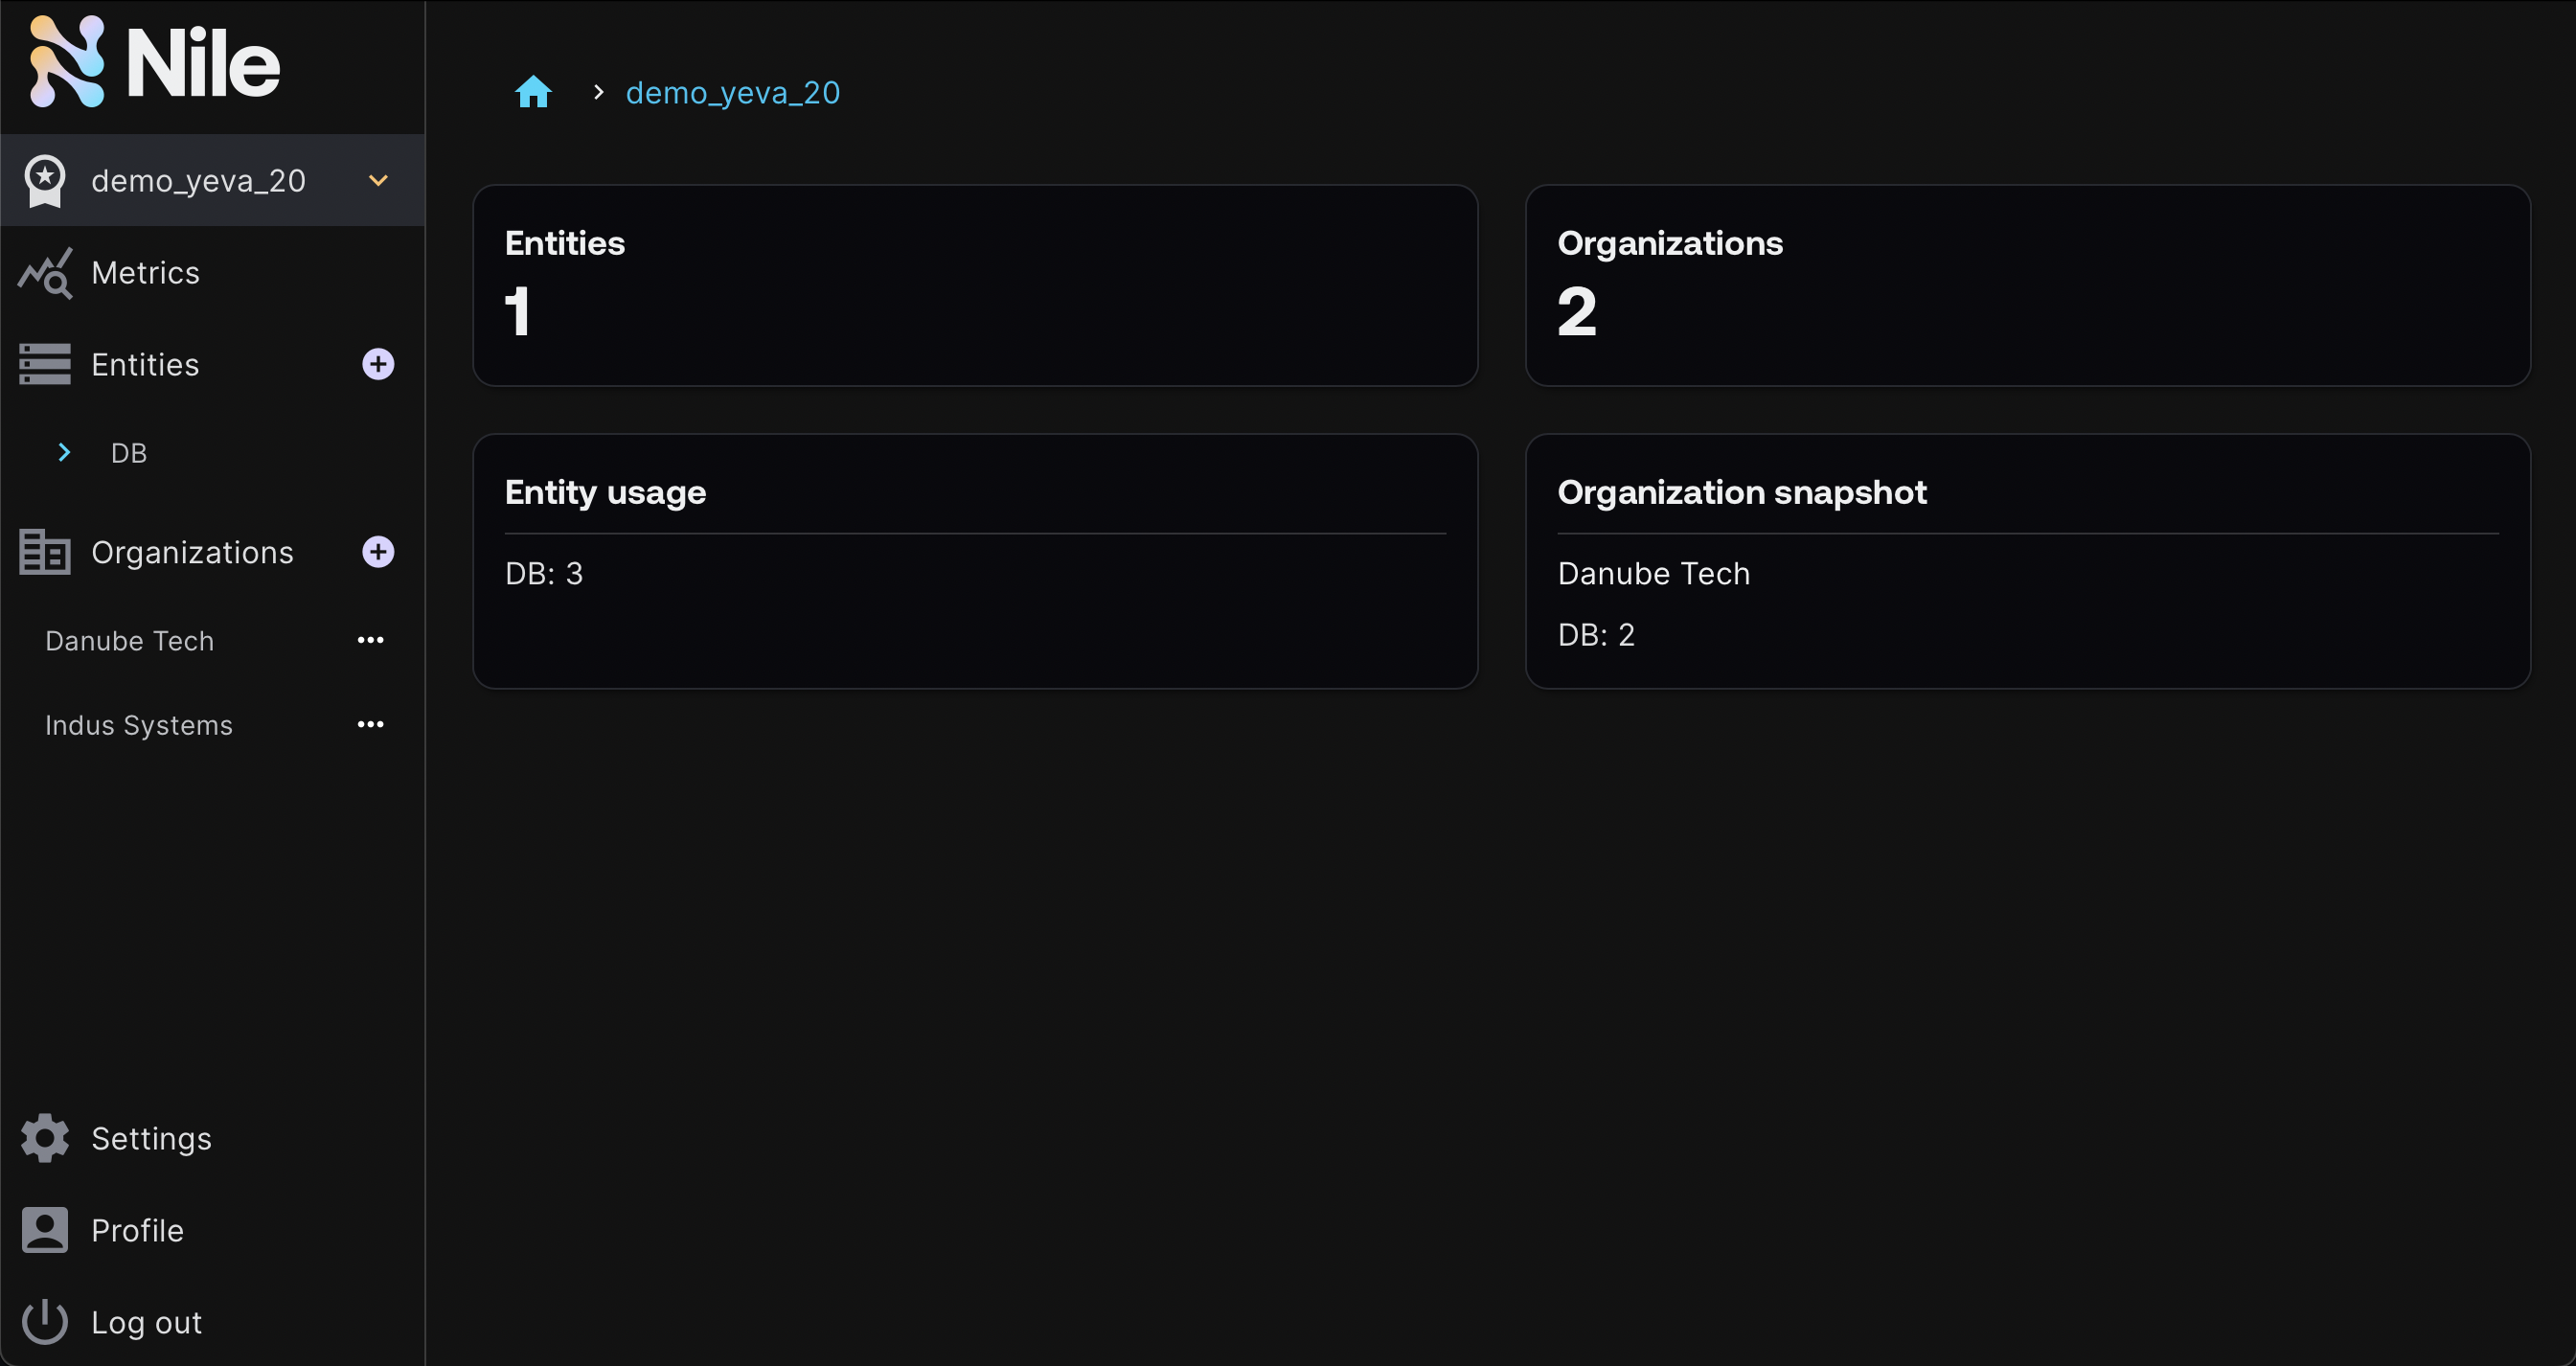 Nile
demo_yeva_20
Metrics
Entities
DB
Organizations
Danube Tech
Indus Systems
Settings
Profile
Log out
demo_yeva_20
Entities
1
Organizations
2
Entity usage
DB: 3
Organization snapshot
Danube Tech
DB: 2